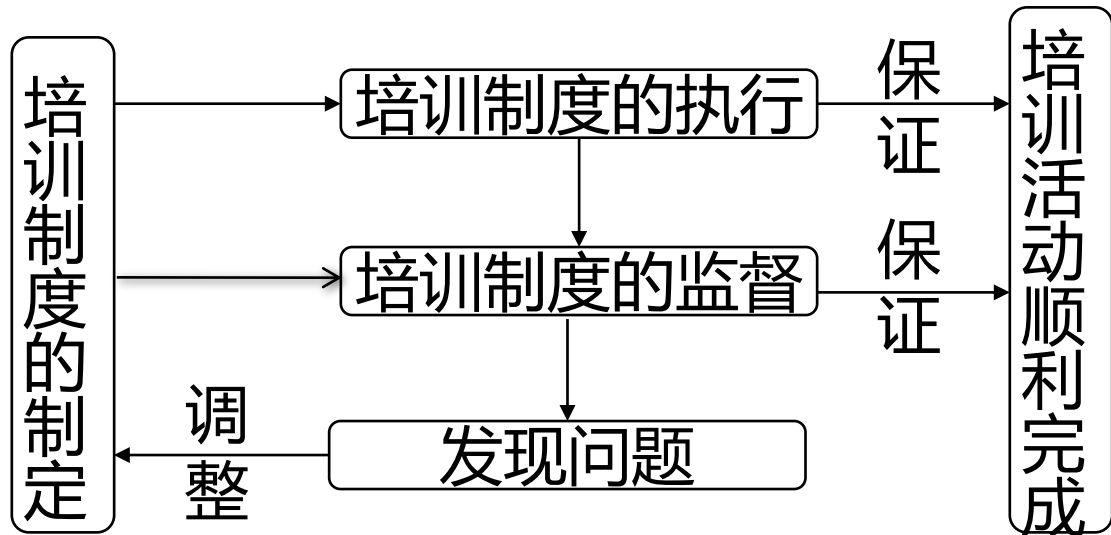 培训制度的制定
培训制度的执行
保证
培训制度的监督
保证
发现问题
调整
培训活动顺利完成